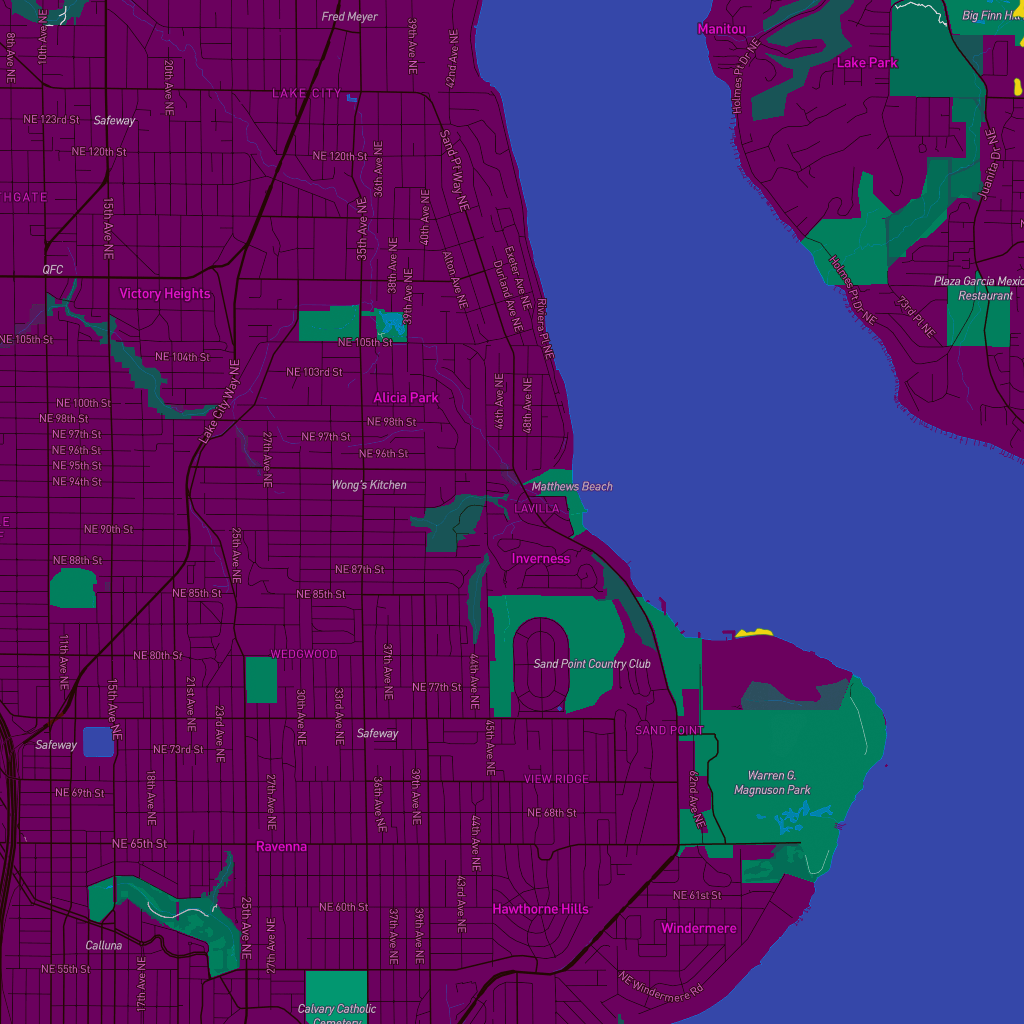 Fred Meyer
Big Finn Hi
Manitou
Lake Park
8th Ave NE
10th Ave NE
20th Ave NE
39th Ave NE
42nd Ave NE
Holmes Pt Dr NE
LAKE CITY
NE 123rd St
Safeway
NE 120th St
NE 120th St
Sand Pt Way NE
36th Ave NE
Juanita Dr NE
THGATE
15th Ave NE
35th Ave NE
40th Ave NE
38th Ave NE
39th Ave NE
Alton Ave NE
Exeter Ave NE
Durland Ave NE
Riviera Pl NE
QFC
Victory Heights
Holmes Pt Dr NE
73rd Pl NE
Plaza Garcia Mexic
Restaurant
NE 105th St
NE 105th St
NE 104th St
NE 103rd St
Lake City Way NE
Alicia Park
46th Ave NE
48th Ave NE
NE 100th St
NE 98th St
NE 98th St
NE 97th St
NE 97th St
NE 96th St
NE 96th St
NE 95th St
NE 94th St
27th Ave NE
Wong's Kitchen
Matthews Beach
LAVILLA
NE 90th St
25th Ave NE
Inverness
NE 88th St
NE 87th St
NE 85th St
NE 85th St
11th Ave NE
NE 80th St
WEDGWOOD
37th Ave NE
44th Ave NE
Sand Point Country Club
NE 77th St
15th Ave NE
21st Ave NE
23rd Ave NE
30th Ave NE
33rd Ave NE
45th Ave NE
SAND POINT
Safeway
NE 73rd St
Safeway
18th Ave NE
27th Ave NE
36th Ave NE
39th Ave NE
VIEW RIDGE
62nd Ave NE
Warren G.
Magnuson Park
NE 69th St
NE 68th St
NE 65th St
Ravenna
44th Ave NE
43rd Ave NE
NE 61st St
NE 60th St
Hawthorne Hills
Windermere
25th Ave NE
27th Ave NE
37th Ave NE
39th Ave NE
Calluna
NE 55th St
17th Ave NE
NE Windermere Rd
Calvary Catholic
Cemetery